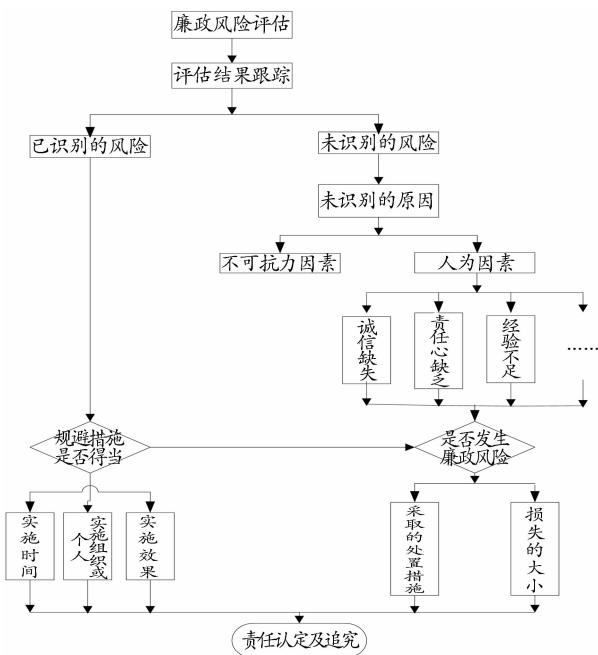 廉政风险评估
评估结果跟踪
已识别的风险
未识别的风险
未识别的原因
不可抗力因素
人为因素
诚信缺失
责任心缺乏
经验不足
……
规避措施
是否得当
是否发生
廉政风险
实施时间
实施组织或
个人
实施效果
采取的处置措施
损失的大小
责任认定及追究